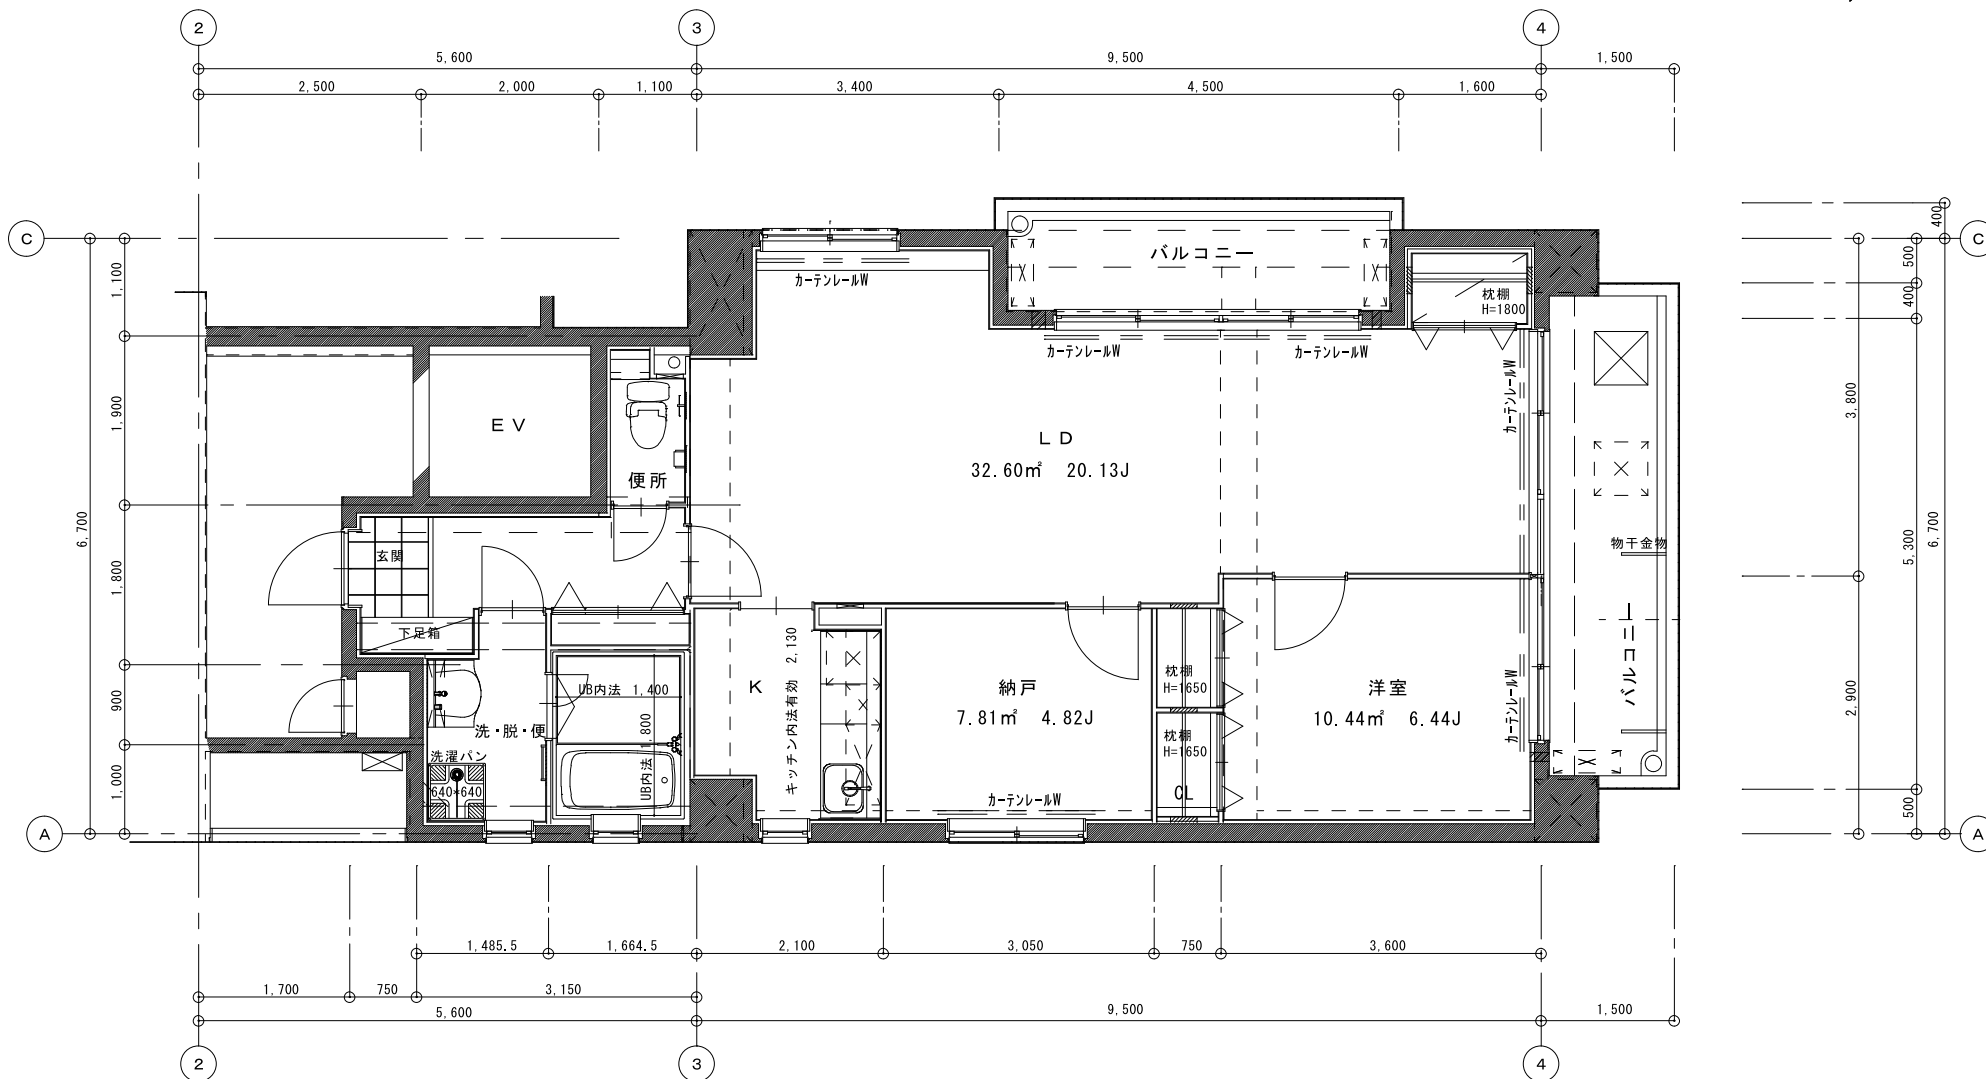 2
3
4
5,600
9,500
1,500
2,500
2,000
1,100
3,400
4,500
1,600
C
C
バルコニー
カーテンレールW
枕棚
H=1800
カーテンレールW
カーテンレールW
カーテンレールW
EV
便所
LD
32.60㎡ 20.13J
玄関
物干金物
下足箱
バルコニー
UB内法 1,400
UB内法 1,800
K
キッチン内法有効 2,130
納戸
7.81㎡ 4.82J
枕棚
H=1650
洋室
10.44㎡ 6.44J
カーテンレールW
洗・脱・便
洗濯パン
640*640
枕棚
H=1650
CL
カーテンレールW
A
A
6,700
1,100
1,900
1,800
900
1,000
400
500
400
3,800
5,300
6,700
2,900
500
1,485.5
1,664.5
2,100
3,050
750
3,600
1,700
750
3,150
5,600
9,500
1,500
2
3
4